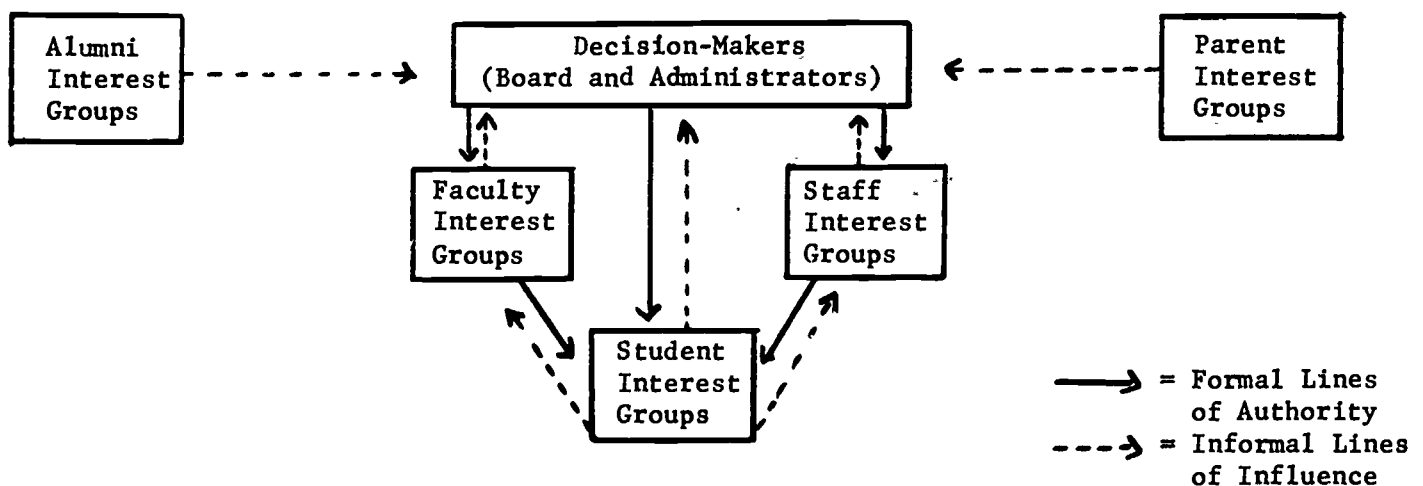 Alumni
Interest
Groups
Decision-Makers
(Board and Administrators)
Parent
Interest
Groups
Faculty
Interest
Groups
Staff
Interest
Groups
Student
Interest
Groups
= Formal Lines
of Authority
= Informal Lines
of Influence